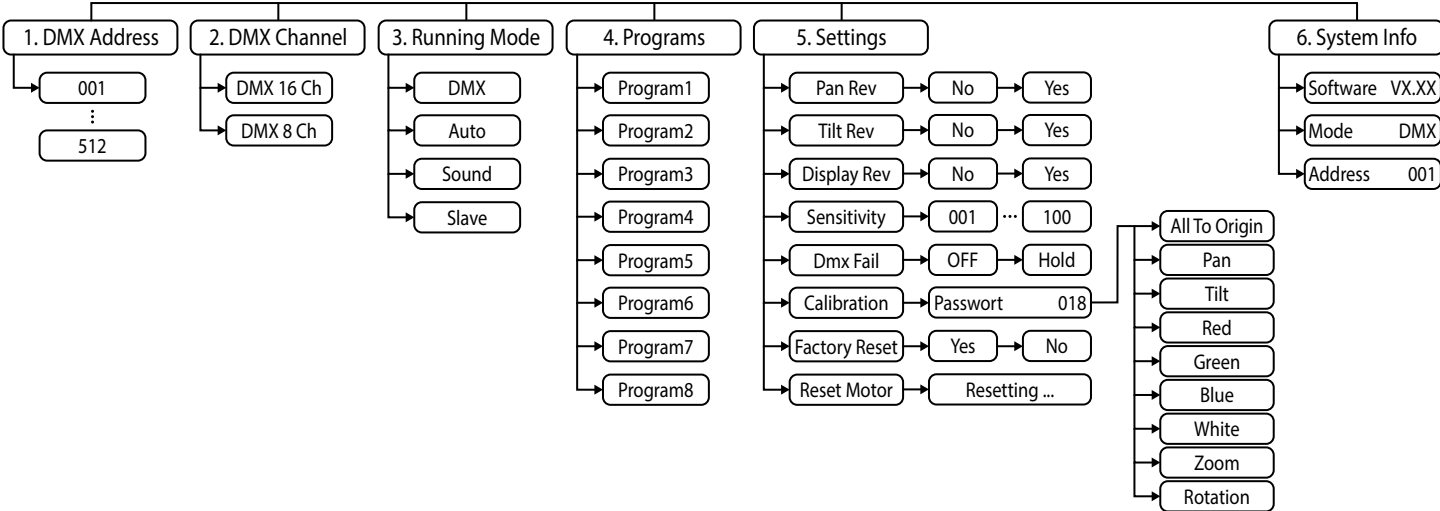 1. DMX Address
001
⋮
512
2. DMX Channel
DMX 16 Ch
DMX 8 Ch
3. Running Mode
DMX
Auto
Sound
Slave
4. Programs
Program1
Program2
Program3
Program4
Program5
Program6
Program7
Program8
5. Settings
Pan Rev No Yes
Tilt Rev No Yes
Display Rev No Yes
Sensitivity 001 ... 100
Dmx Fail OFF Hold
Calibration Passwort 018
All To Origin
Pan
Tilt
Red
Green
Blue
White
Zoom
Rotation
Factory Reset Yes No
Reset Motor Resetting ...
6. System Info
Software VX.XX
Mode DMX
Address 001